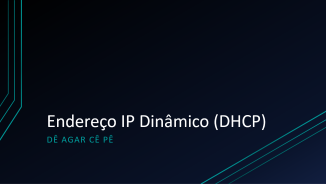 Endereço IP Dinâmico (DHCP)
DÊ AGAR CÊ PÊ